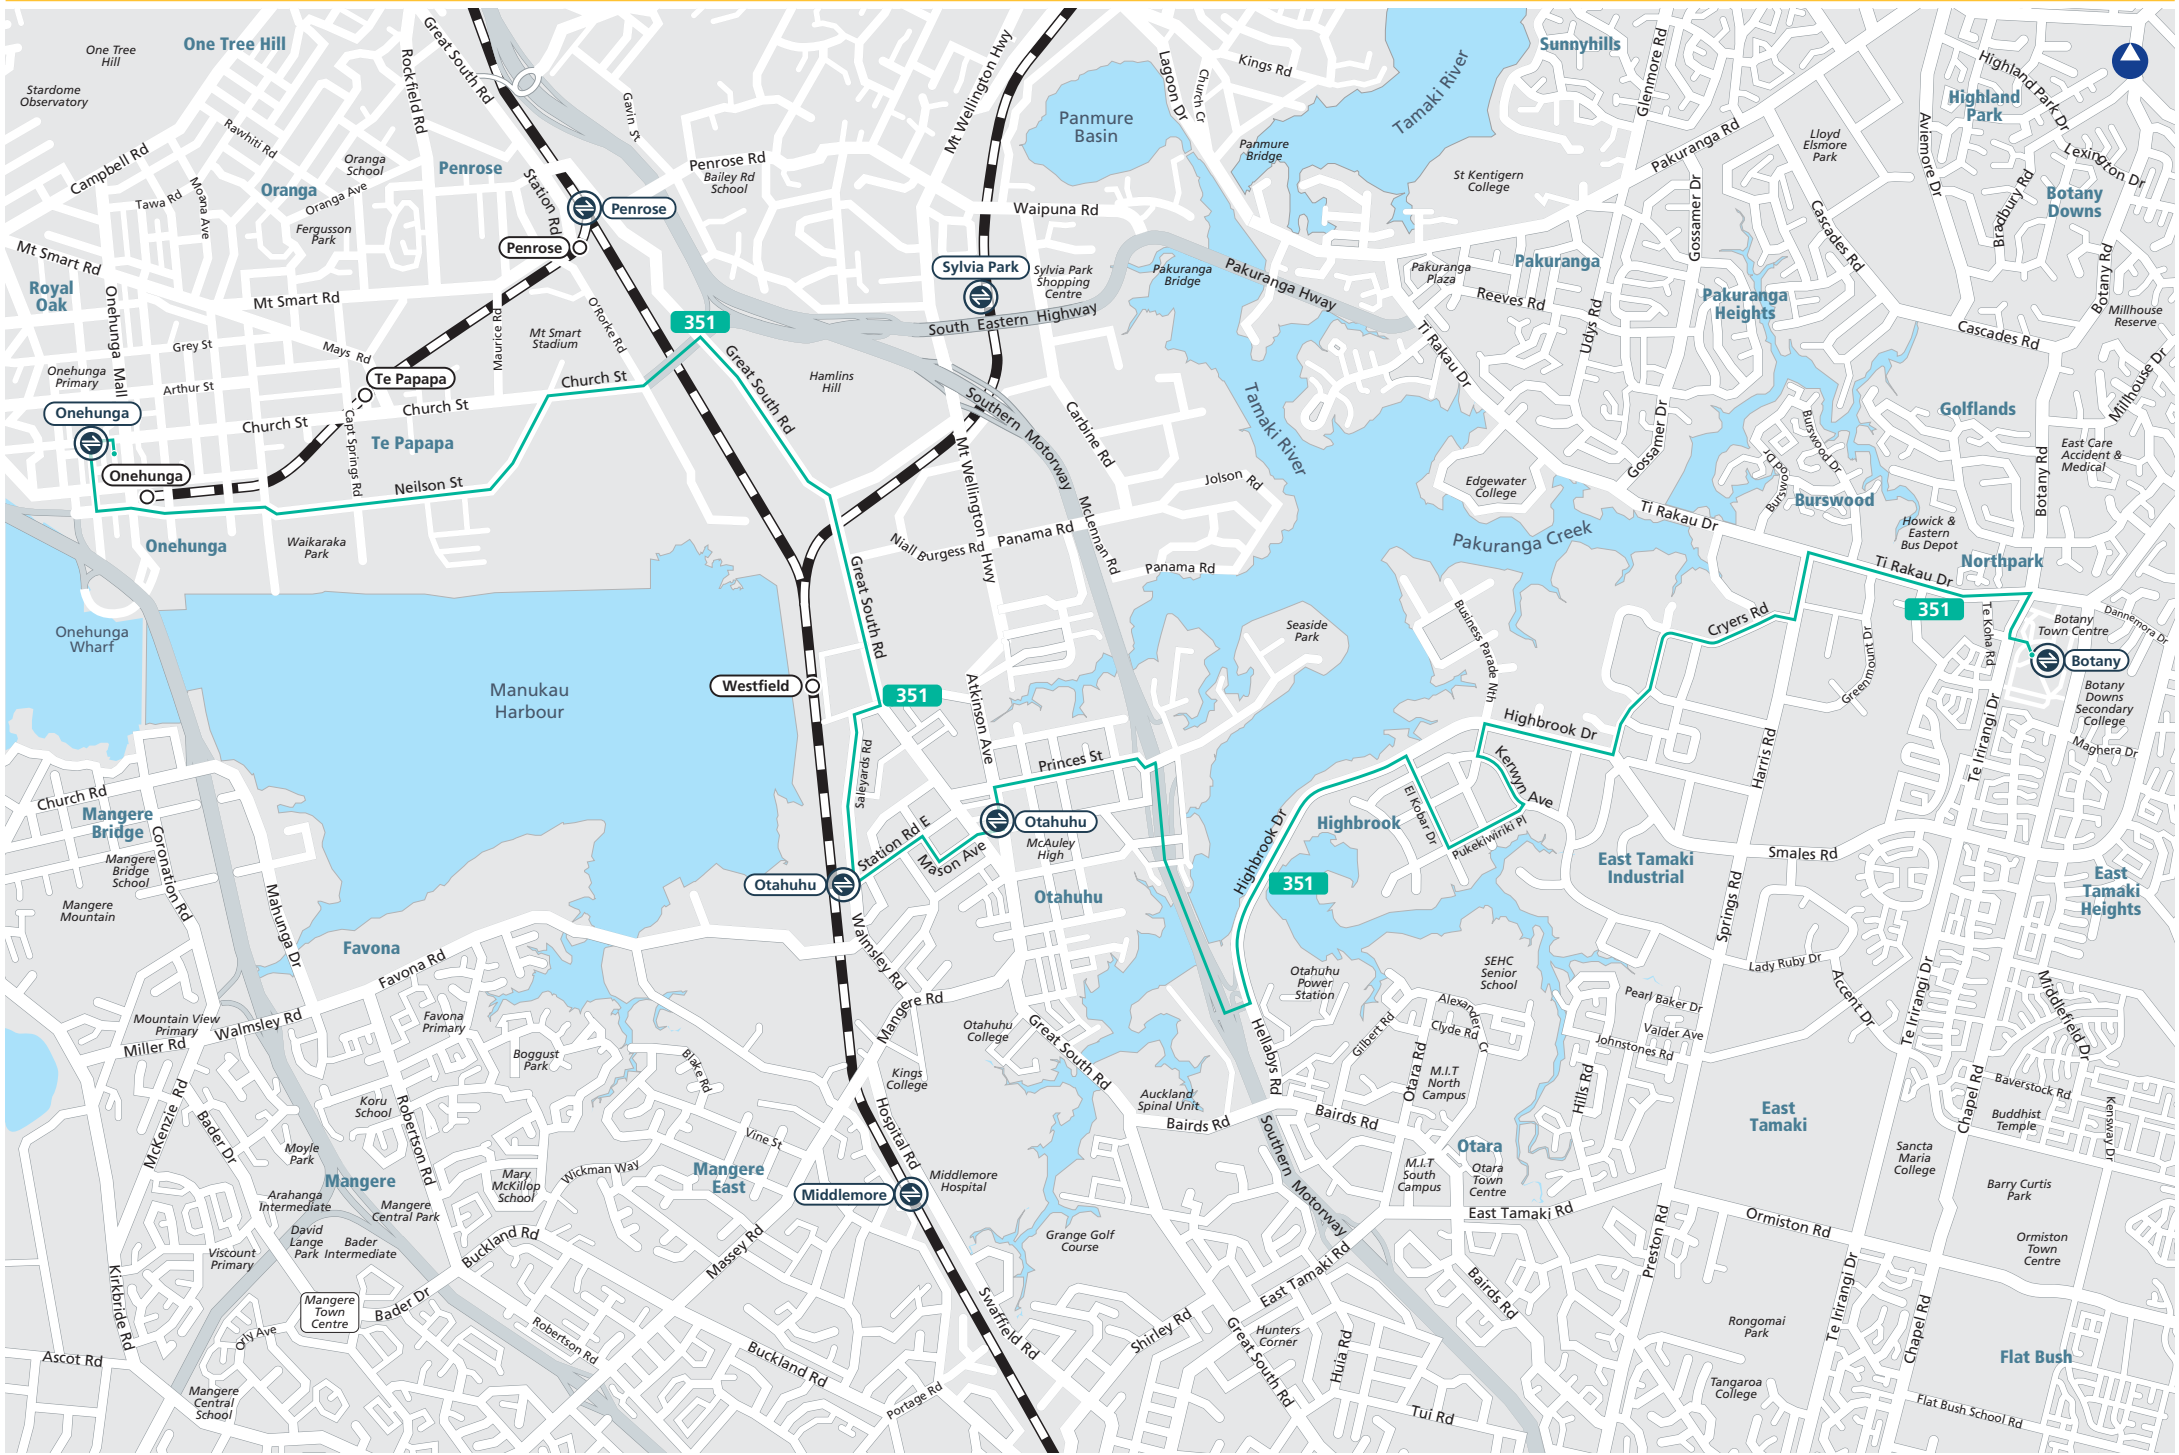 One Tree Hill
One Tree
Hill
Stardome
Observatory
Great South Rd
Rockfield Rd
Gavin St
Mt Wellington Hwy
Lagoon Dr
Church Cr
Kings Rd
Tamaki River
Sunnyhills
Glenmore Rd
Highland Park Dr
Highland
Park
Aviemore Dr
Lexington Dr
Panmure
Basin
Panmure
Bridge
Pakuranga Rd
Lloyd
Elsmore
Park
Campbell Rd
Rawhiti Rd
Oranga
School
Oranga
Oranga Ave
Penrose
Station Rd
Penrose Rd
Bailey Rd
School
Tawa Rd
Moana Ave
Fergusson
Park
Penrose
Penrose
Waipuna Rd
St Kentigern
College
Gossamer Dr
Cascades Rd
Bradbury Rd
Botany
Downs
Mt Smart Rd
Royal
Oak
Onehunga Mall
Mt Smart Rd
Sylvia Park
Sylvia Park
Shopping
Centre
Pakuranga
Bridge
Pakuranga Hway
Pakuranga
Plaza
Pakuranga
Reeves Rd
Udys Rd
Pakuranga
Heights
Botany Rd
Millhouse
Reserve
Cascades Rd
Millhouse Dr
Grey St
Mays Rd
Maurice Rd
Mt Smart
Stadium
O'Rorke Rd
351
South Eastern Highway
Ti Rakau Dr
Onehunga
Primary
Arthur St
Te Papapa
Church St
Great South Rd
Hamlins
Hill
Southern Motorway
Tamaki River
Golflands
Onehunga
Church St
Church St
Capt Springs Rd
Te Papapa
Carbine Rd
Gossamer Dr
Burswood Dr
Burswood Dr
Burswood
East Care
Accident &
Medical
Botany Rd
Onehunga
Neilson St
Mt Wellington Hwy
McLennan Rd
Jolson Rd
Edgewater
College
Ti Rakau Dr
Howick &
Eastern
Bus Depot
Onehunga
Waikaraka
Park
Niall Burgess Rd
Panama Rd
Panama Rd
Pakuranga Creek
Northpark
Ti Rakau Dr
351
Great South Rd
Onehunga
Wharf
Seaside
Park
Business Parade Nth
Cryers Rd
Greenmount Dr
Te Koha Rd
Botany
Town Centre
Dannemora Dr
Botany
Manukau
Harbour
Westfield
351
Atkinson Ave
Highbrook Dr
Harris Rd
Te Irirangi Dr
Botany
Downs
Secondary
College
Maghera Dr
Saleyards Rd
Princes St
Kerwyn Ave
Church Rd
Mangere
Bridge
Coronation Rd
Mangere
Bridge
School
Mangere
Mountain
Station Rd E
Mason Ave
Otahuhu
McAuley
High
Otahuhu
Otahuhu
Highbrook Dr
Highbrook
El Kobar Dr
Pukekiwiriki Pl
351
East Tamaki
Industrial
Smales Rd
Springs Rd
East
Tamaki
Heights
Mahunga Dr
Favona
Favona Rd
Walmsley Rd
Mangere Rd
Otahuhu
Power
Station
SEHC
Senior
School
Lady Ruby Dr
Accent Dr
Te Irirangi Dr
Middlefield Dr
Mountain View
Primary
Walmsley Rd
Miller Rd
Favona
Primary
Boggust
Park
Blake Rd
Kings
College
Otahuhu
College
Great South Rd
Hellabys Rd
Gilbert Rd
Alexander Cr
Clyde Rd
Otara Rd
Pearl Baker Dr
Valder Ave
Johnstones Rd
Hills Rd
M.I.T
North
Campus
McKenzie Rd
Bader Dr
Koru
School
Robertson Rd
Moyle
Park
Vine St
Hospital Rd
Auckland
Spinal Unit
Bairds Rd
Bairds Rd
Otara
East
Tamaki
Chapel Rd
Baverstock Rd
Buddhist
Temple
Kensway Dr
Mangere
Arahanga
Intermediate
David
Lange
Park
Bader
Intermediate
Mangere
Central Park
Mary
McKillop
School
Wickman Way
Mangere
East
Middlemore
Middlemore
Hospital
Southern Motorway
M.I.T
South
Campus
Otara
Town
Centre
East Tamaki Rd
Sancta
Maria
College
Barry Curtis
Park
Viscount
Primary
Buckland Rd
Massey Rd
Grange Golf
Course
Preston Rd
Ormiston Rd
Ormiston
Town
Centre
Kirkbride Rd
Mangere
Town
Centre
Bader Dr
Orly Ave
Robertson Rd
Swaffield Rd
Shirley Rd
East Tamaki Rd
Bairds Rd
Hunters
Corner
Great South Rd
Huia Rd
Te Irirangi Dr
Chapel Rd
Rongomai
Park
Flat Bush
Ascot Rd
Mangere
Central
School
Buckland Rd
Portage Rd
Tui Rd
Tangaroa
College
Flat Bush School Rd